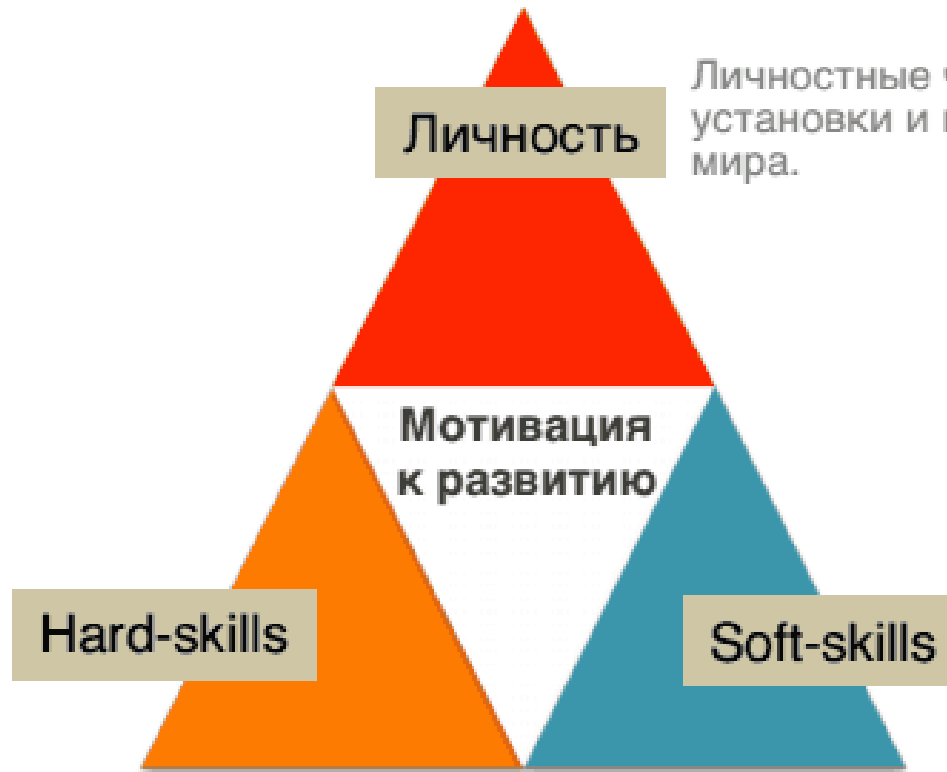 Личность
Личностные
установки и
мира.
Мотивация
к развитию
Hard-skills
Soft-skills